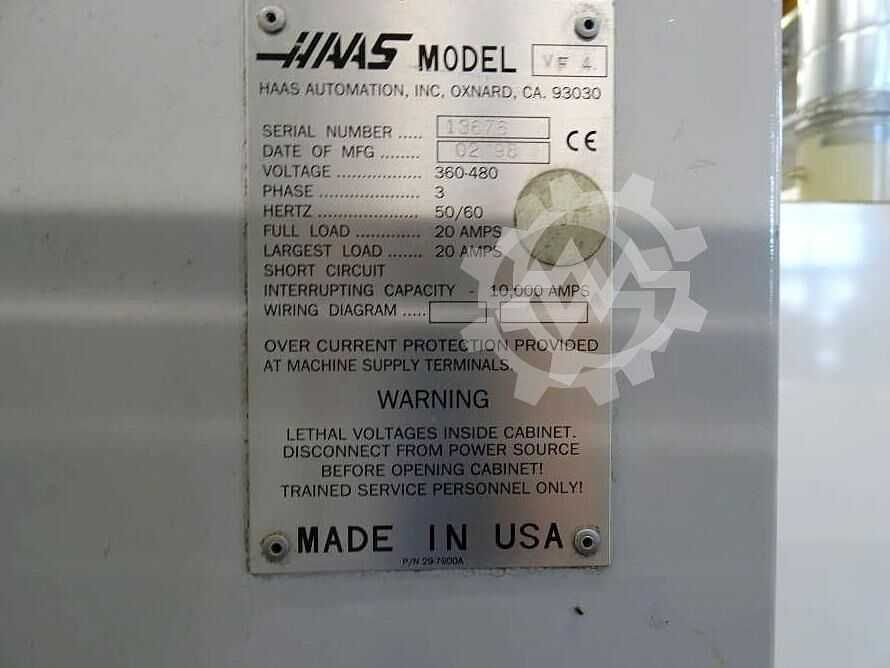 HAAS MODEL VF 4
HAAS AUTOMATION, INC, OXNARD, CA. 93030
SERIAL NUMBER .....
CE
DATE OF MFG ........ 02 98
VOLTAGE ................. 360-480
PHASE ..................... 3
HERTZ .................... 50/60
FULL LOAD ............. 20 AMPS
LARGEST LOAD ....... 20 AMPS
SHORT CIRCUIT
INTERRUPTING CAPACITY - 10,000 AMPS
WIRING DIAGRAM .....
OVER CURRENT PROTECTION PROVIDED
AT MACHINE SUPPLY TERMINALS.
WARNING
LETHAL VOLTAGES INSIDE CABINET.
DISCONNECT FROM POWER SOURCE
BEFORE OPENING CABINET!
TRAINED SERVICE PERSONNEL ONLY!
MADE IN USA
P/N 29-7600A